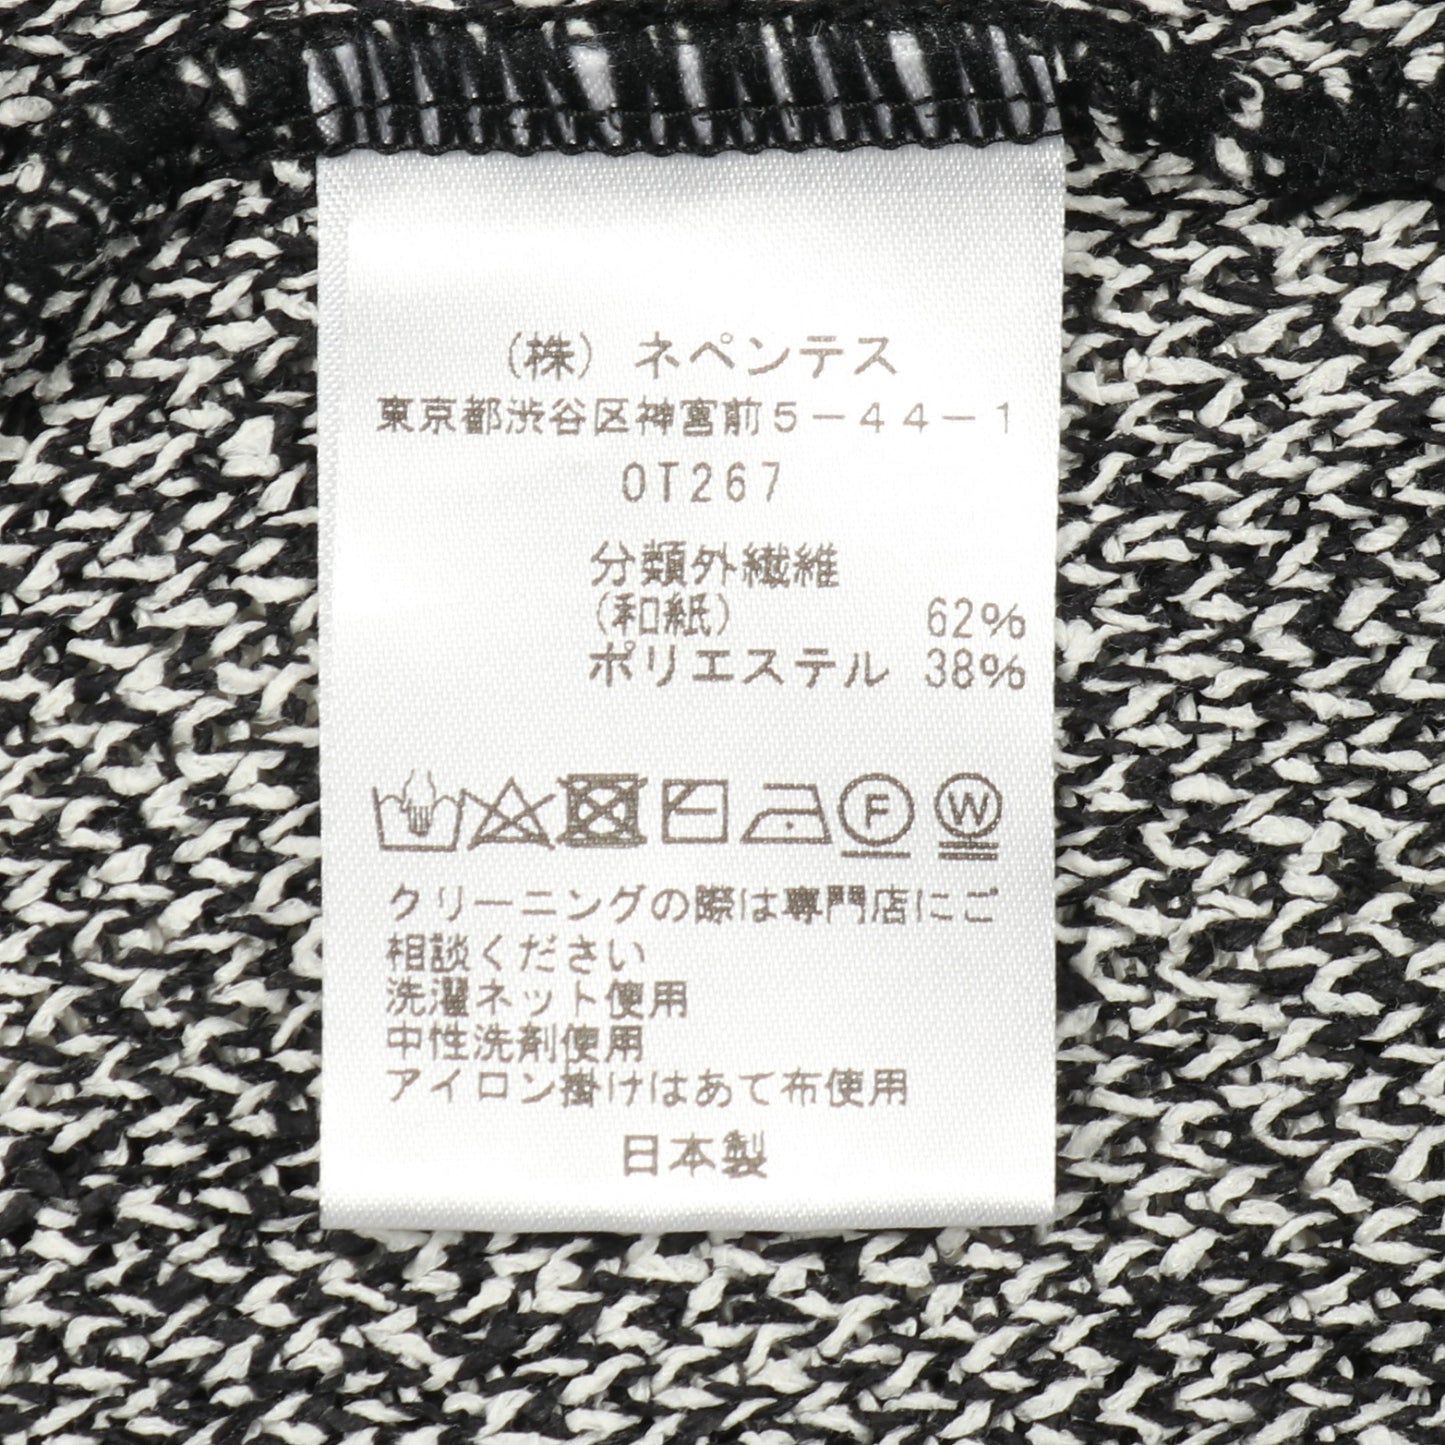 (株) ネペンテス
東京都渋谷区神宮前5-44-1
OT267
分類外繊維
(和紙) 62%
ポリエステル 38%
F W
クリーニングの際は専門店にご
相談ください
洗濯ネット使用
中性洗剤使用
アイロン掛けはあて布使用
日本製